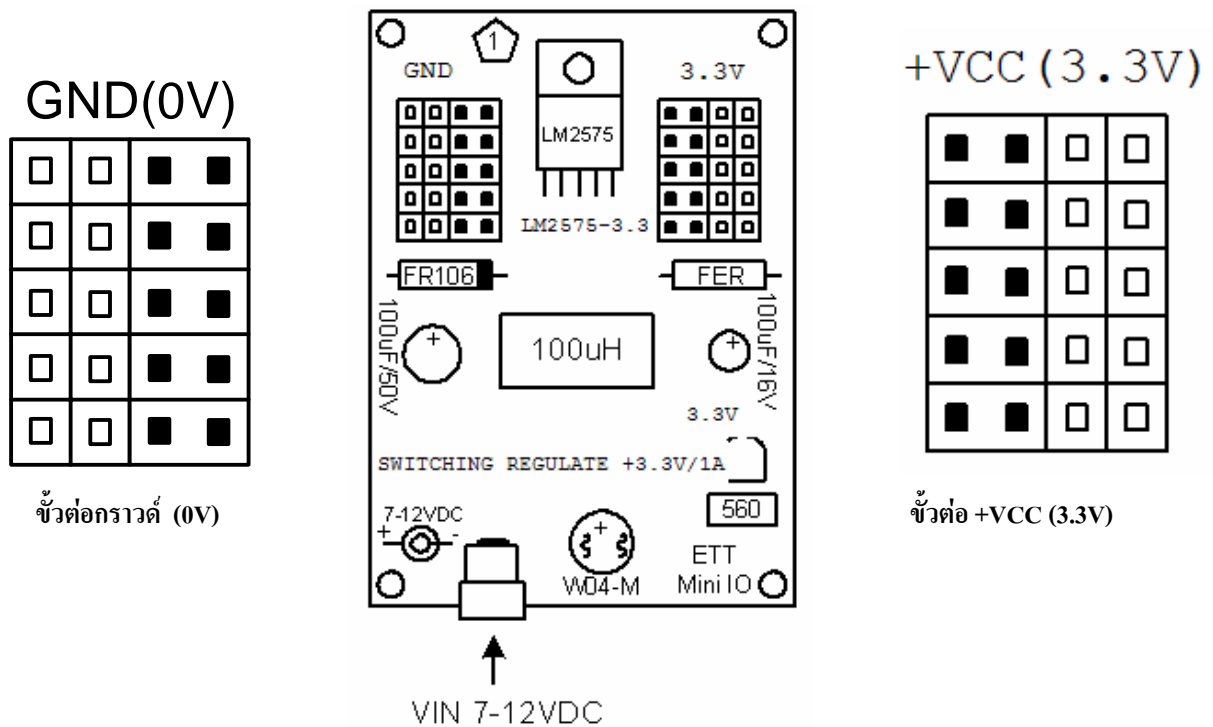 GND(0V)
ขั้วต่อกราวด์ (0V)
1
GND
3.3V
LM2575
LM2575-3.3
FR106
FER
100uF/50V
100uH
100uF/16V
3.3V
SWITCHING REGULATE +3.3V/1A
7-12VDC
+ -
560
W04-M
ETT
Mini IO
VIN 7-12VDC
+VCC(3.3V)
ขั้วต่อ +VCC (3.3V)